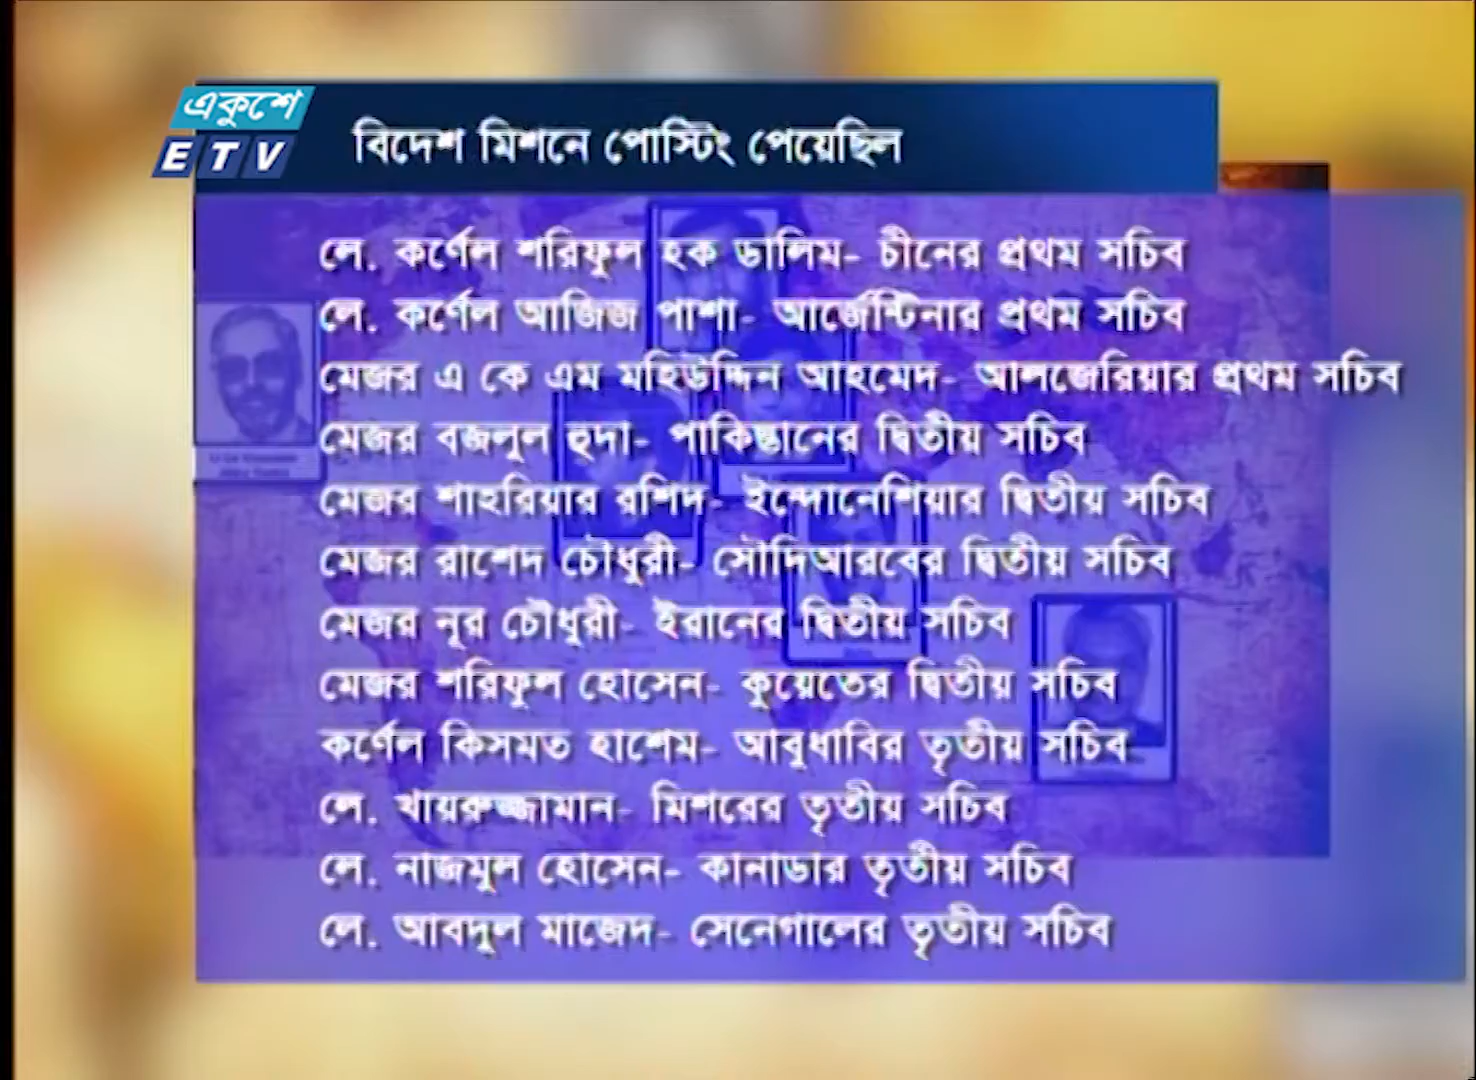 একুশে
ETV
বিদেশ মিশনে পোস্টিং পেয়েছিল
লে. কর্ণেল শরিফুল হক ডালিম- চীনের প্রথম সচিব
লে. কর্ণেল আজিজ পাশা- আর্জেন্টিনার প্রথম সচিব
মেজর এ কে এম মহিউদ্দিন আহমেদ- আলজেরিয়ার প্রথম সচিব
মেজর বজলুল হুদা- পাকিস্তানের দ্বিতীয় সচিব
মেজর শাহরিয়ার রশিদ- ইন্দোনেশিয়ার দ্বিতীয় সচিব
মেজর রাশেদ চৌধুরী- সৌদিআরবের দ্বিতীয় সচিব
মেজর নূর চৌধুরী- ইরানের দ্বিতীয় সচিব
মেজর শরিফুল হোসেন- কুয়েতের দ্বিতীয় সচিব
কর্ণেল কিসমত হাশেম- আবুধাবির তৃতীয় সচিব
লে. খায়রুজ্জামান- মিশরের তৃতীয় সচিব
লে. নাজমুল হোসেন- কানাডার তৃতীয় সচিব
লে. আবদুল মাজেদ- সেনেগালের তৃতীয় সচিব